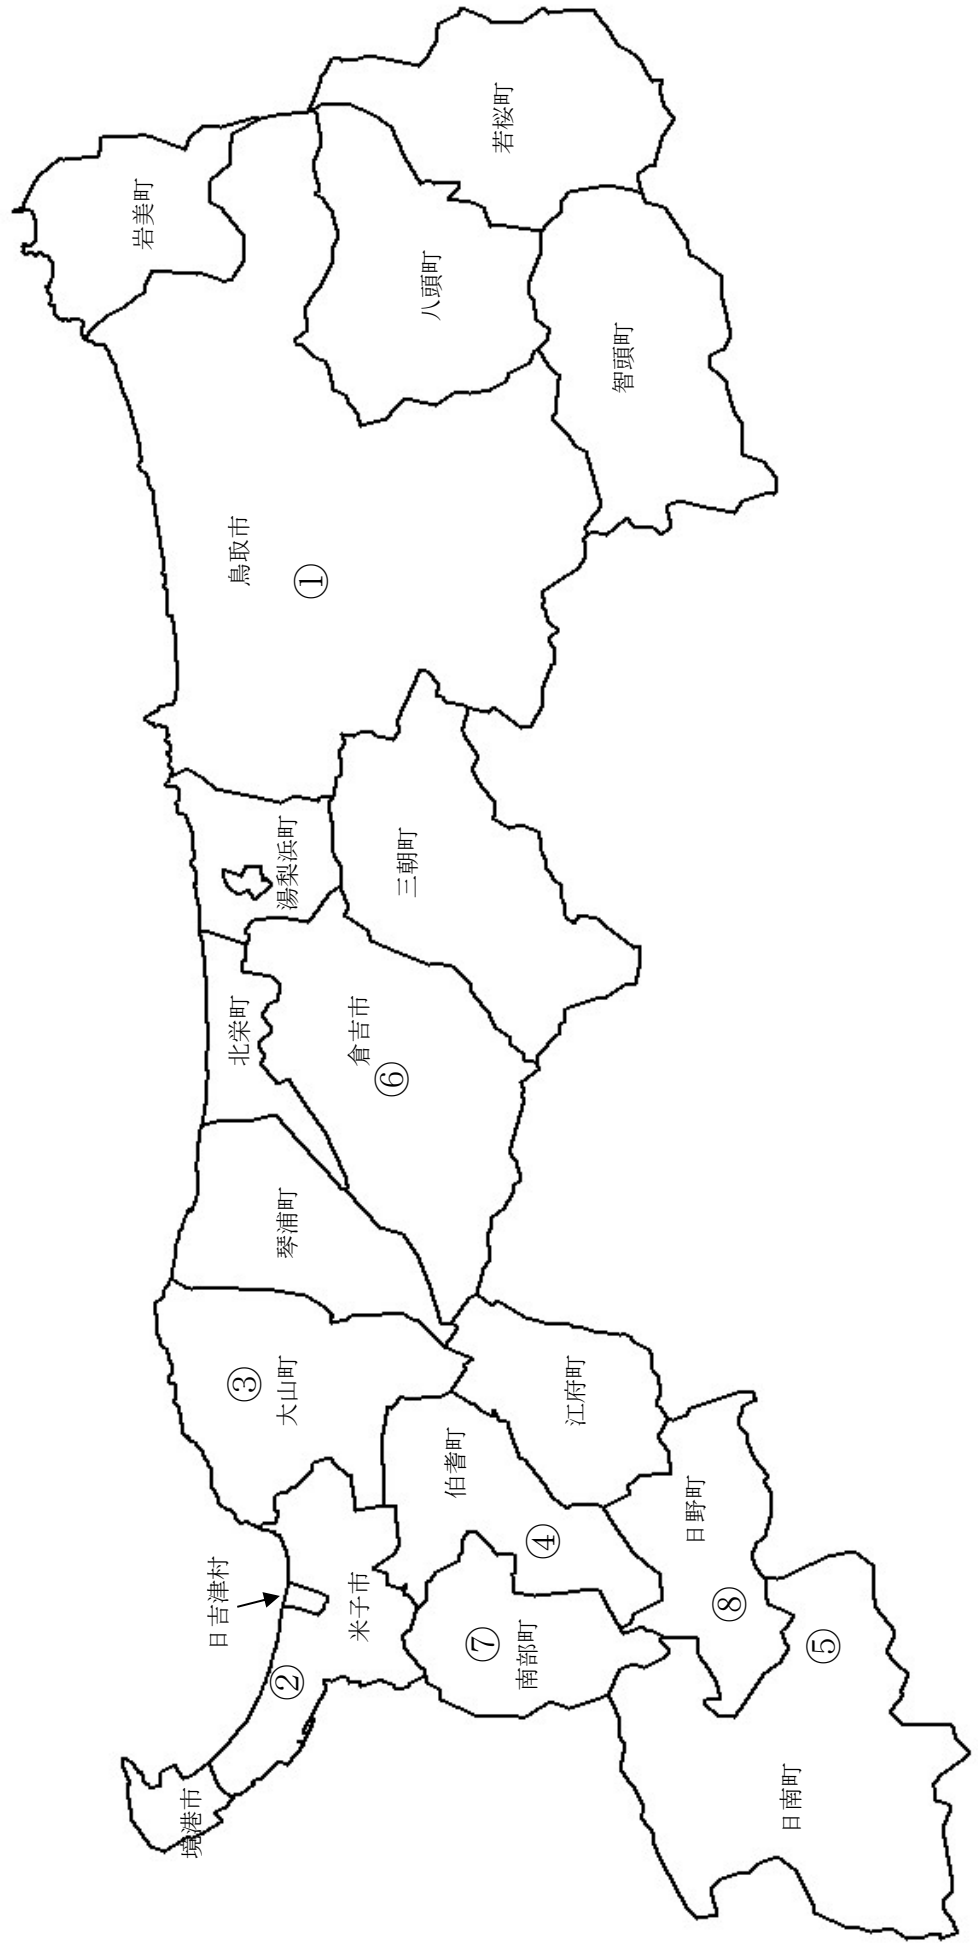 岩美町
若桜町
八頭町
智頭町
鳥取市
①
湯梨浜町
三朝町
北栄町
倉吉市
⑥
琴浦町
③
大山町
江府町
伯耆町
④
日野町
⑧
日吉津村
米子市
②
⑦
南部町
⑤
境港市
日南町